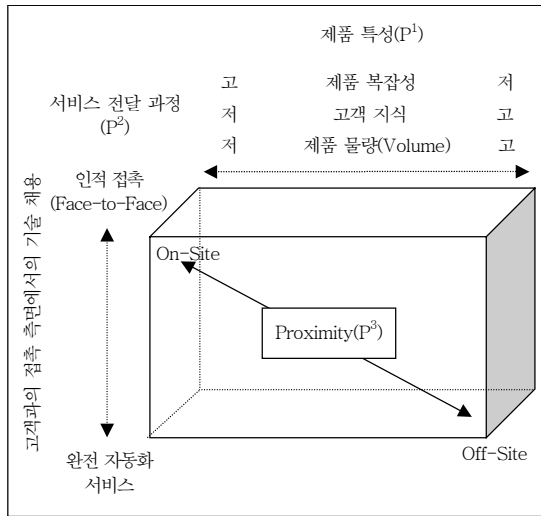 제품 특성(P¹)
고 제품 복잡성 저
저 고객 지식 고
저 제품 물량(Volume) 고
서비스 전달 과정
(P²)
고객과의 접촉 측면에서의 기술 채용
인적 접촉
(Face-to-Face)
On-Site
Proximity(P³)
완전 자동화
서비스
Off-Site